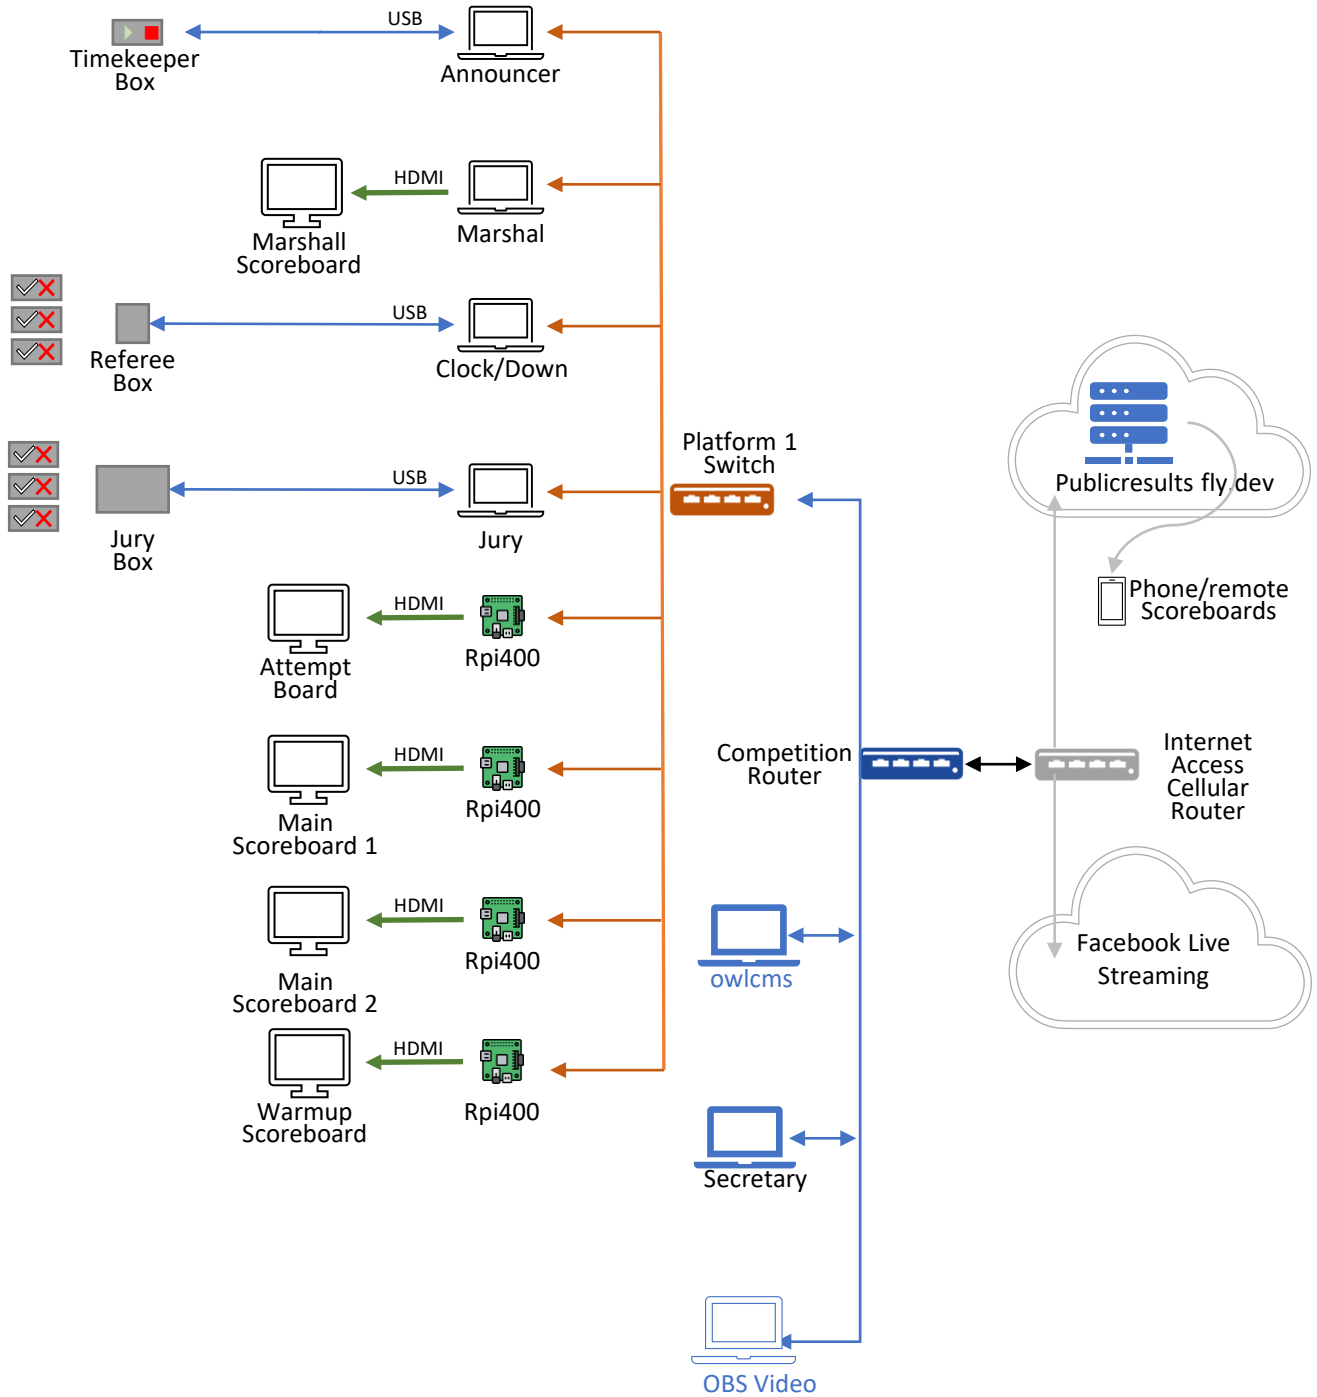 USB
Timekeeper
Box
Announcer
HDMI
Marshall
Scoreboard
Marshal
USB
Referee
Box
Clock/Down
USB
Jury
Box
Jury
HDMI
Attempt
Board
Rpi400
HDMI
Main
Scoreboard 1
Rpi400
HDMI
Main
Scoreboard 2
Rpi400
HDMI
Warmup
Scoreboard
Rpi400
Platform 1
Switch
Competition
Router
owlcms
Secretary
OBS Video
Publicresults fly.dev
Phone/remote
Scoreboards
Internet
Access
Cellular
Router
Facebook Live
Streaming